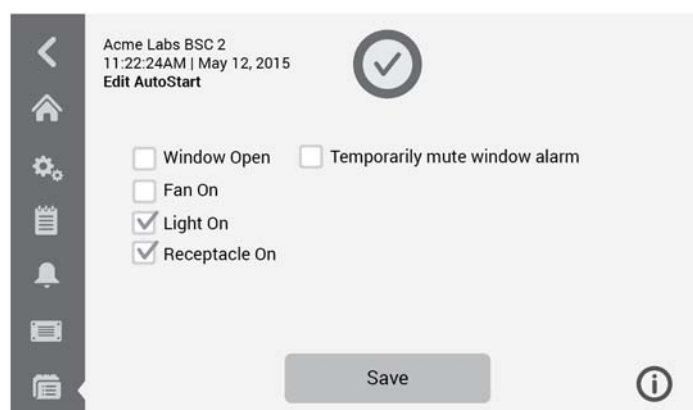 Acme Labs BSC 2
11:22:24AM | May 12, 2015
Edit AutoStart
Window Open Temporarily mute window alarm
Fan On
Light On
Receptacle On
Save